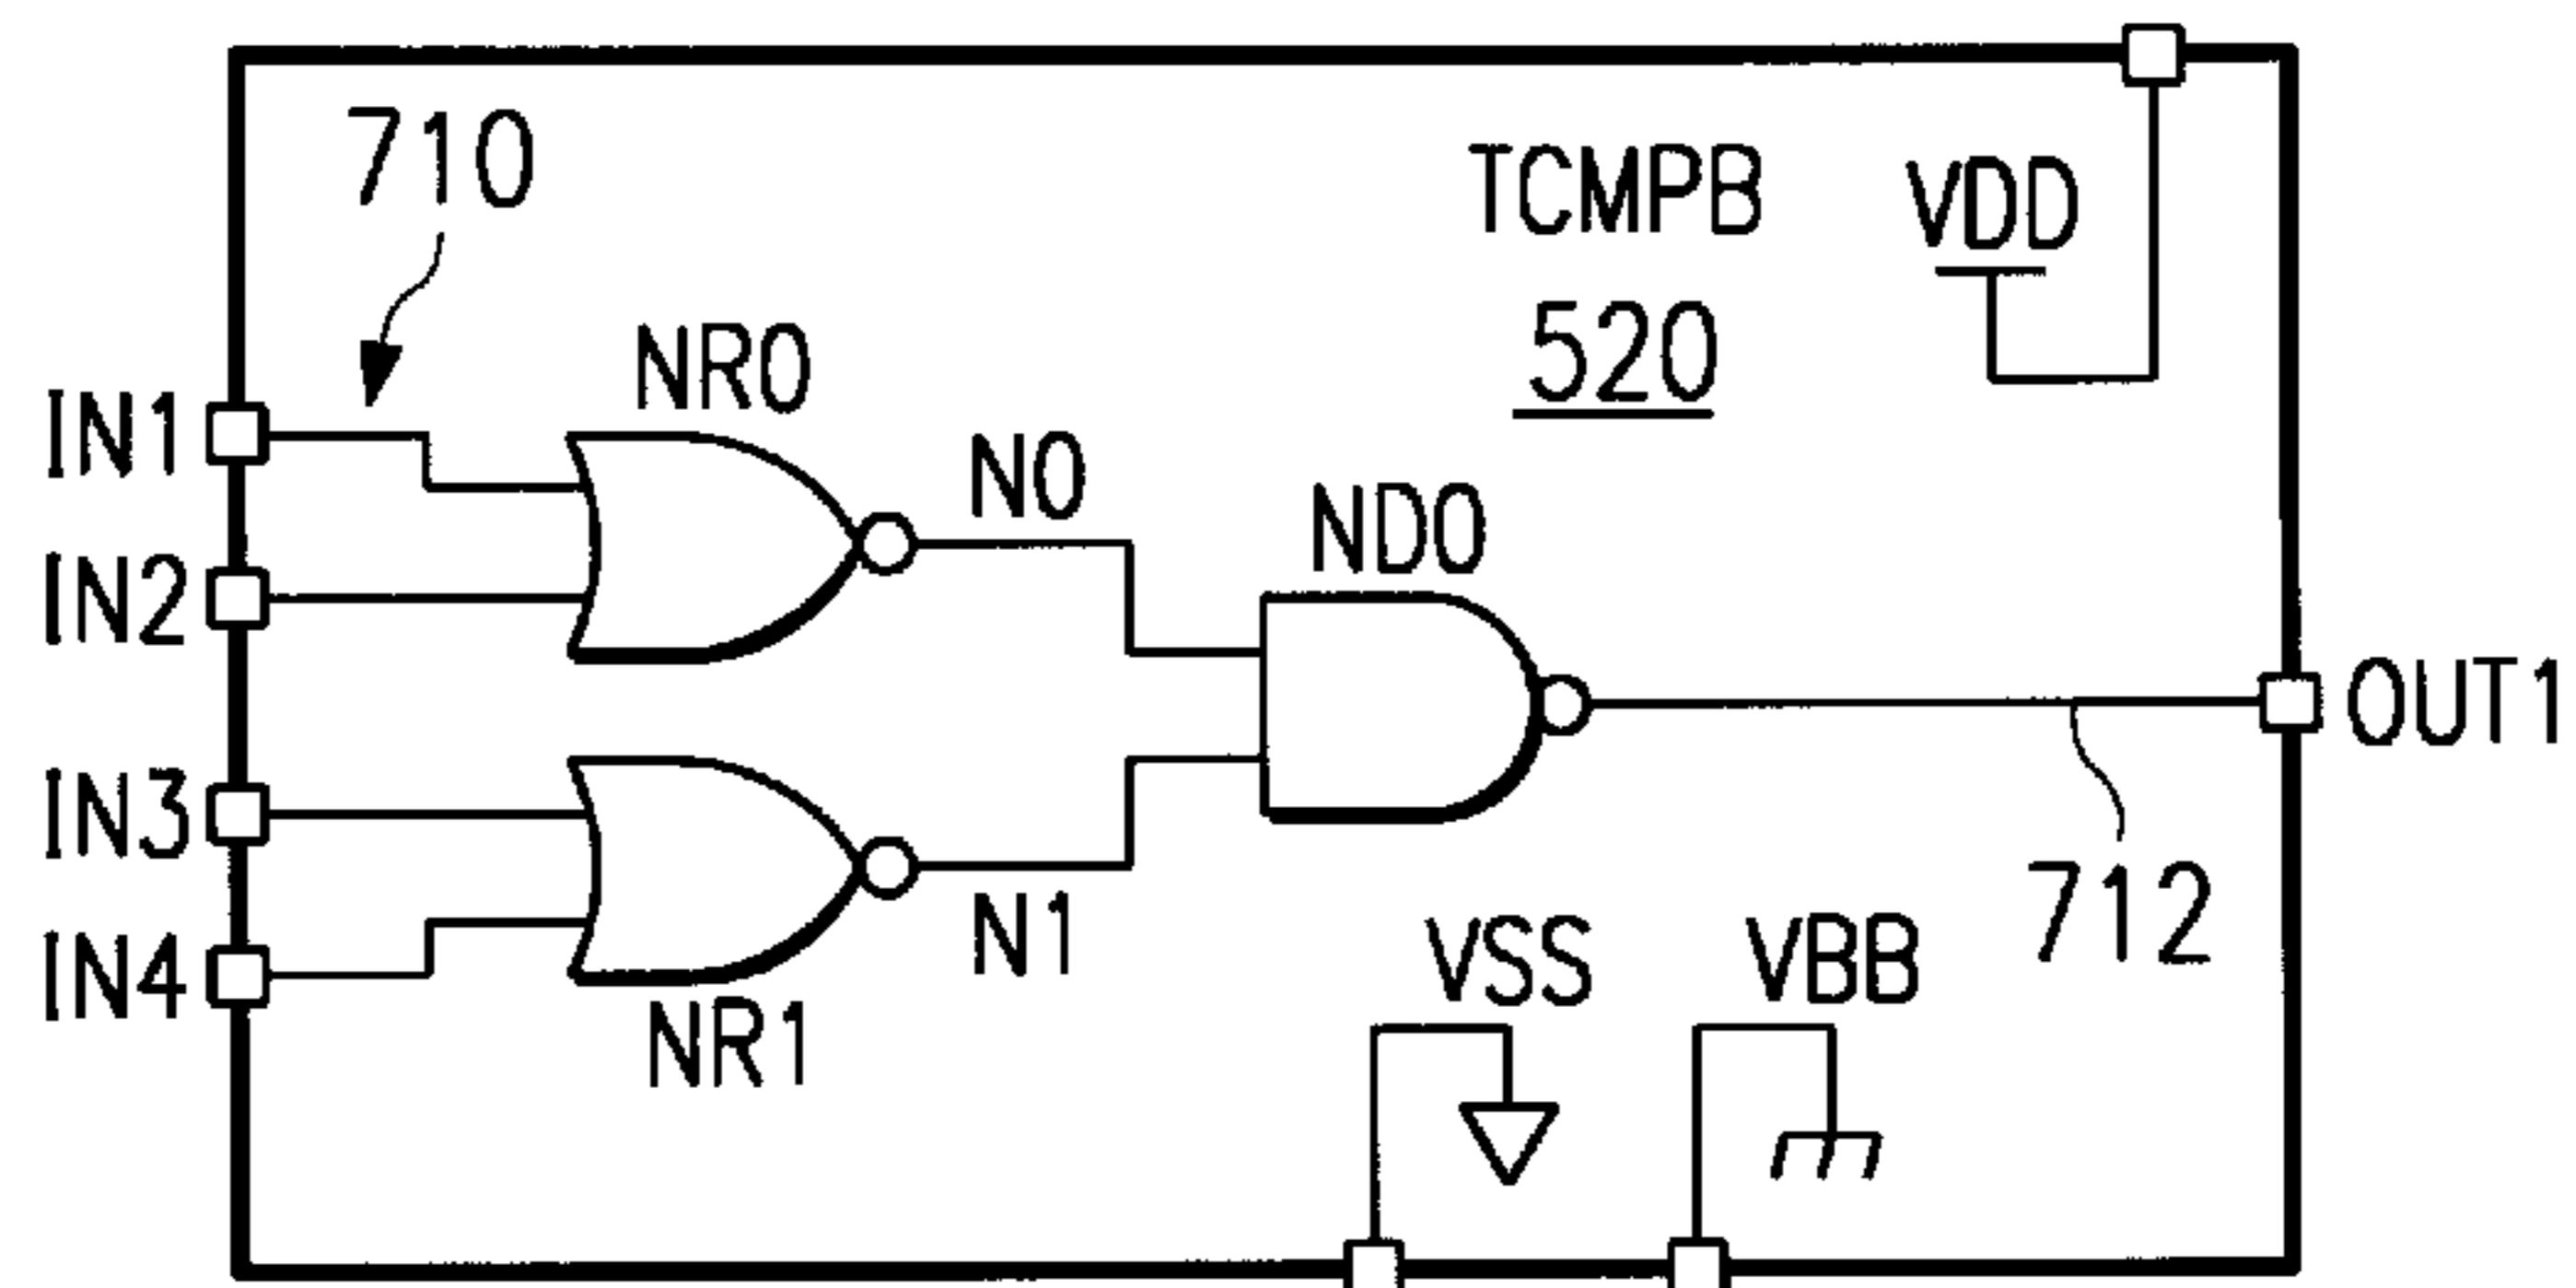 710
TCMPB
VDD
520
NR0
IN1
N0
ND0
IN2
OUT1
IN3
712
N1
VSS
VBB
IN4
NR1